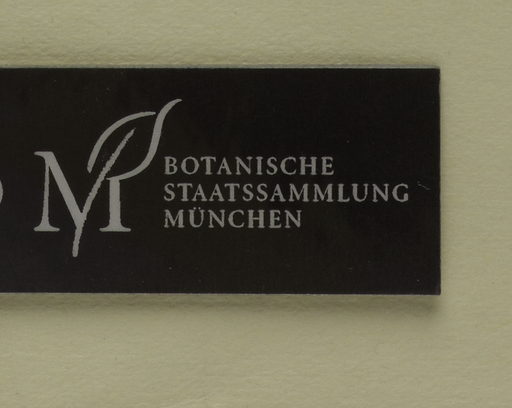 M
BOTANISCHE
STAATSSAMMLUNG
MÜNCHEN